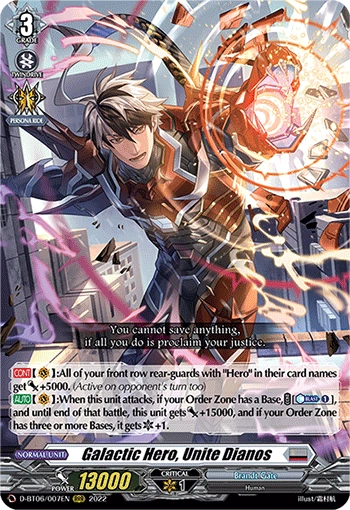 3
GRADE
TWINDRIVE
PERSONA RIDE
You cannot save anything,
if all you do is proclaim your justice.
CONT [ ]:All of your front row rear-guards with "Hero" in their card names
get +5000. (Active on opponent's turn too)
AUTO [ ]:When this unit attacks, if your Order Zone has a Base, [ BLAST 1 ]
and until end of that battle, this unit gets +15000, and if your Order Zone
has three or more Bases, it gets +1.
NORMAL UNIT Galactic Hero, Unite Dianos
POWER 13000 CRITICAL 1 Brandt Gate
Human
D-BT06/007EN RRR 2022 illust/霜村航